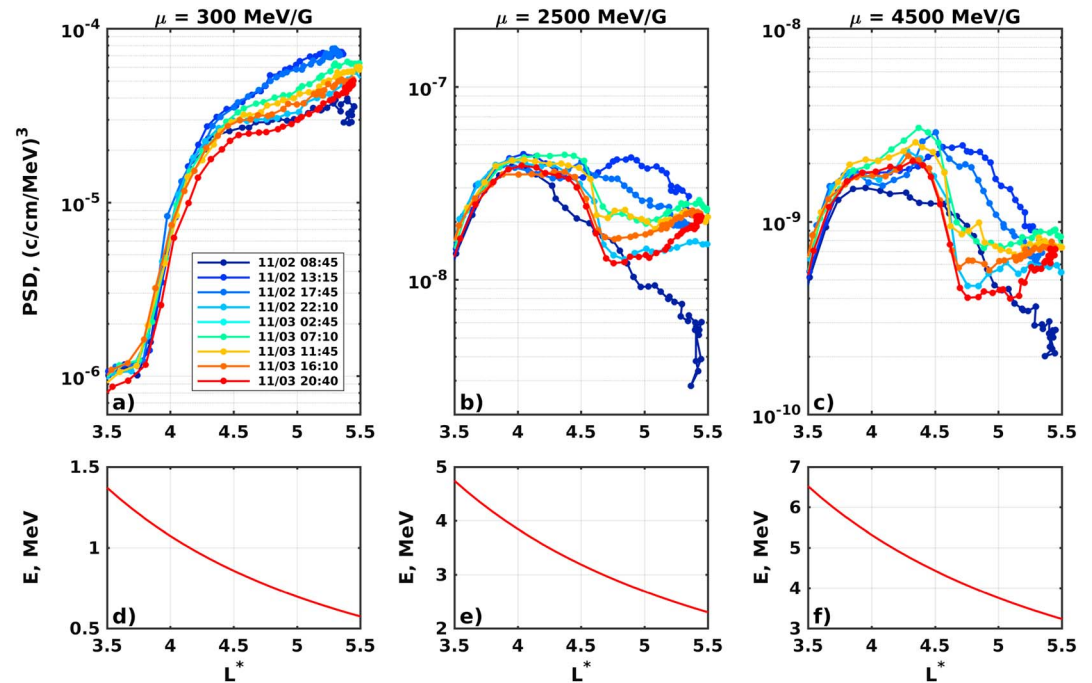 μ = 300 MeV/G
μ = 2500 MeV/G
μ = 4500 MeV/G
PSD, (c/cm/MeV)³
10⁻⁴
10⁻⁵
10⁻⁶
11/02 08:45
11/02 13:15
11/02 17:45
11/02 22:10
11/03 02:45
11/03 07:10
11/03 11:45
11/03 16:10
11/03 20:40
a)
3.5 4 4.5 5 5.5
10⁻⁷
10⁻⁸
b)
3.5 4 4.5 5 5.5
10⁻⁸
10⁻⁹
10⁻¹⁰
c)
3.5 4 4.5 5 5.5
E, MeV
1.5
1
0.5
d)
3.5 4 4.5 5 5.5
L*
E, MeV
5
4
3
2
e)
3.5 4 4.5 5 5.5
L*
E, MeV
7
6
5
4
3
f)
3.5 4 4.5 5 5.5
L*